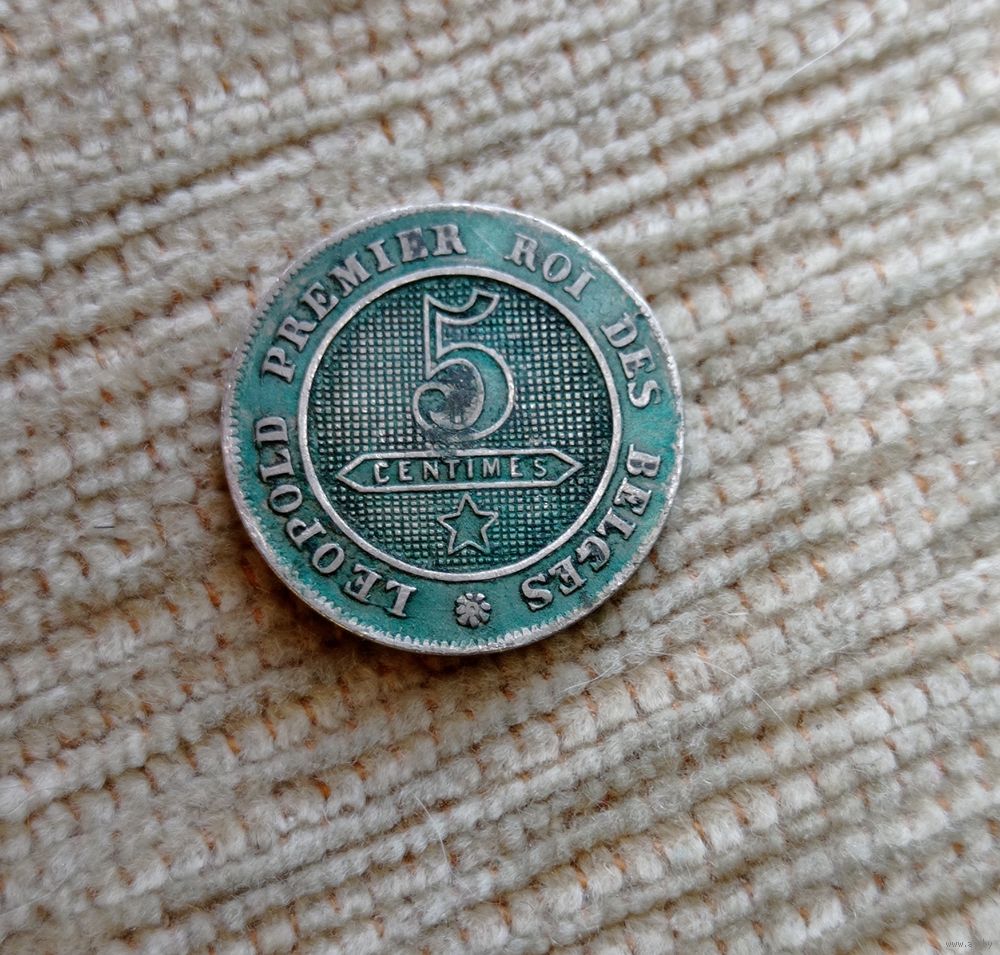 LEOPOLD PREMIER ROI DES BELGES
5
CENTIMES